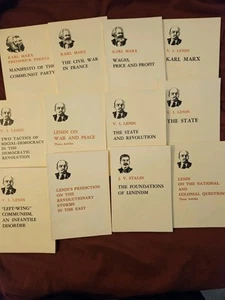 KARL MARX
FREDERICK ENGELS
MANIFESTO OF THE
COMMUNIST PARTY
KARL MARX
THE CIVIL WAR
IN FRANCE
KARL MARX
WAGES,
PRICE AND PROFIT
V. I. LENIN
KARL MARX
V. I. LENIN
TWO TACTICS OF
SOCIAL-DEMOCRACY
IN THE
DEMOCRATIC
REVOLUTION
LENIN ON
WAR AND PEACE
Three Articles
V. I. LENIN
THE STATE
AND REVOLUTION
V. I. LENIN
THE STATE
V. I. LENIN
"LEFT-WING"
COMMUNISM,
AN INFANTILE
DISORDER
LENIN'S PREDICTION
ON THE
REVOLUTIONARY
STORMS
IN THE EAST
J. V. STALIN
THE FOUNDATIONS
OF LENINISM
LENIN
ON THE NATIONAL
AND
COLONIAL QUESTION
Three Articles